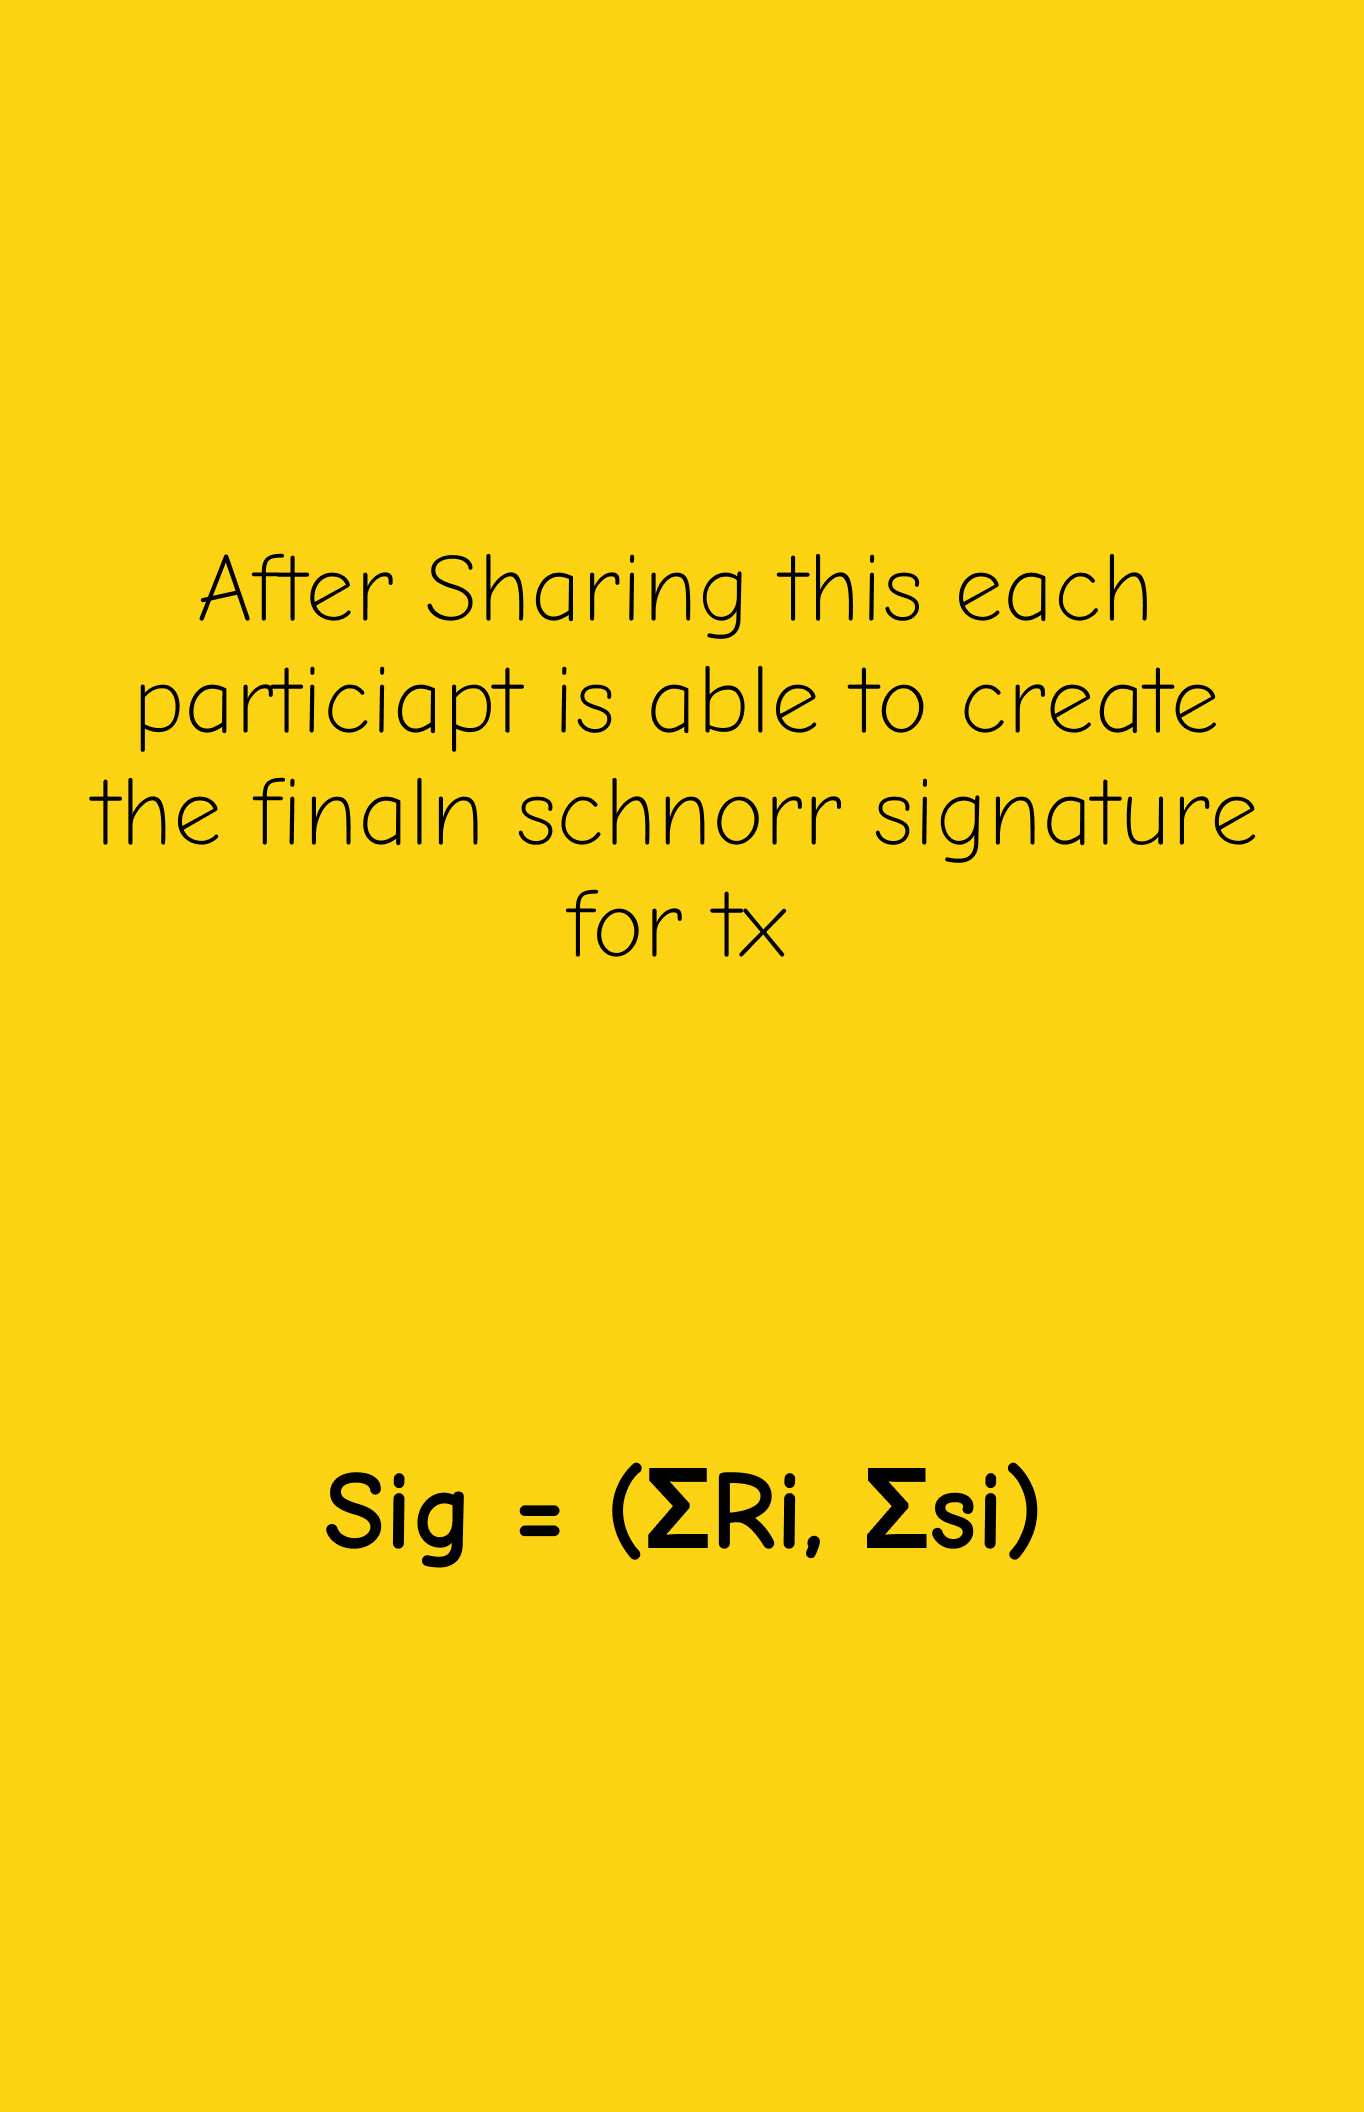 After Sharing this each
particiapt is able to create
the finaln schnorr signature
for tx
Sig = (ΣRi, Σsi)